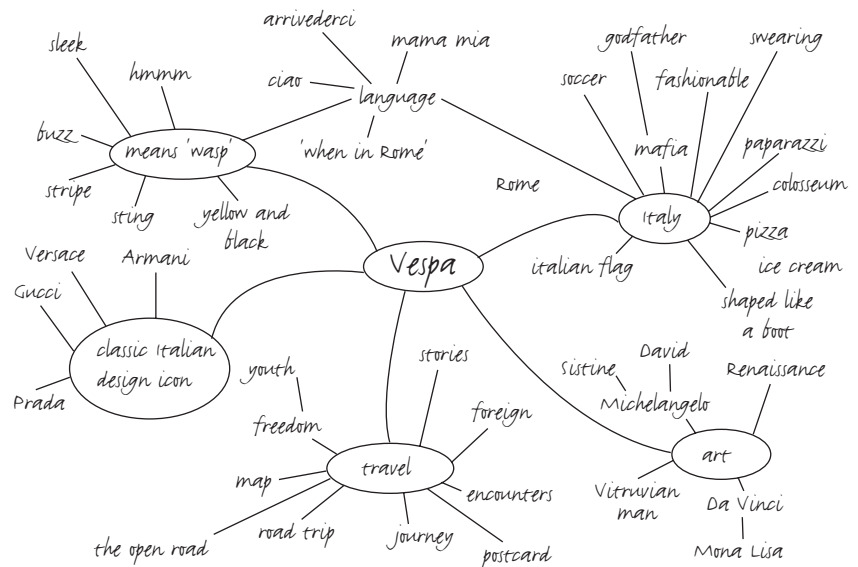 arrivederci
mama mia
ciao
language
'when in Rome'
sleek
hmmm
buzz
means 'wasp'
stripe
sting
yellow and
black
godfather
swearing
soccer
fashionable
mafia
paparazzi
colosseum
Rome
Italy
pizza
italian flag
ice cream
shaped like
a boot
Vespa
Versace
Armani
Gucci
classic Italian
design icon
Prada
stories
youth
foreign
freedom
travel
map
encounters
road trip
journey
the open road
postcard
David
Sistine
Renaissance
Michelangelo
art
Vitruvian
man
Da Vinci
Mona Lisa